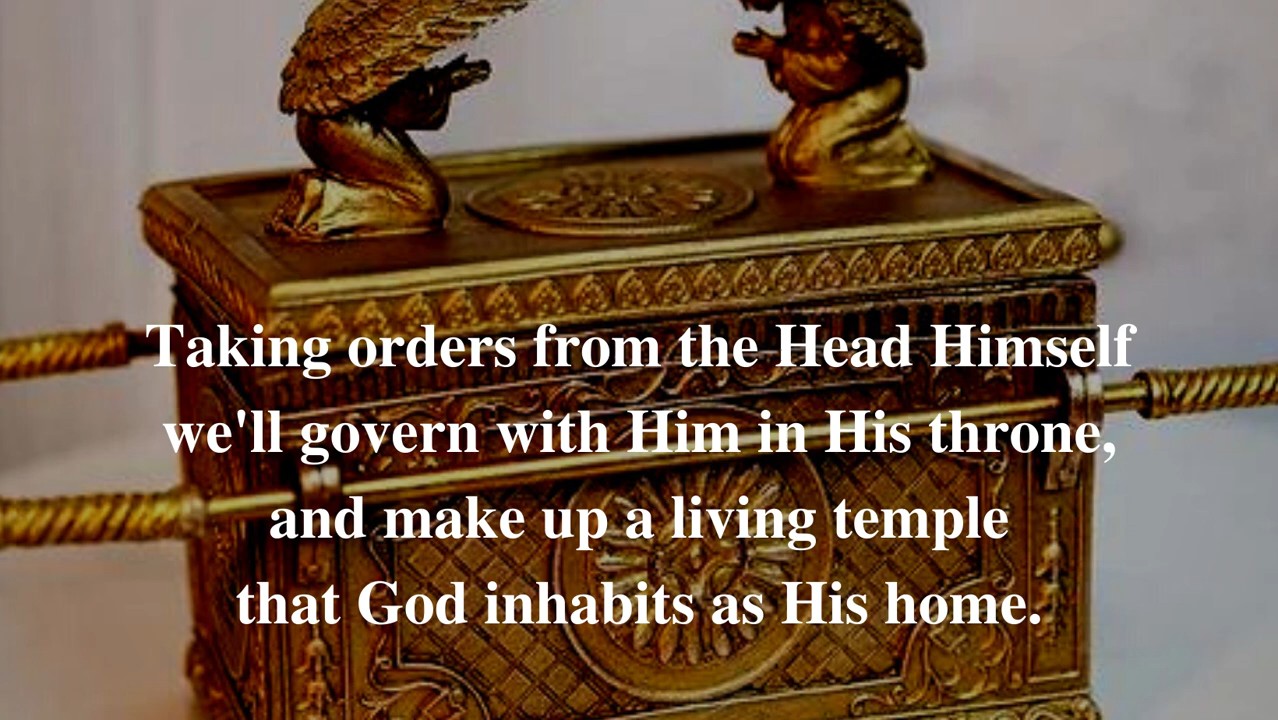 Taking orders from the Head Himself
we'll govern with Him in His throne,
and make up a living temple
that God inhabits as His home.